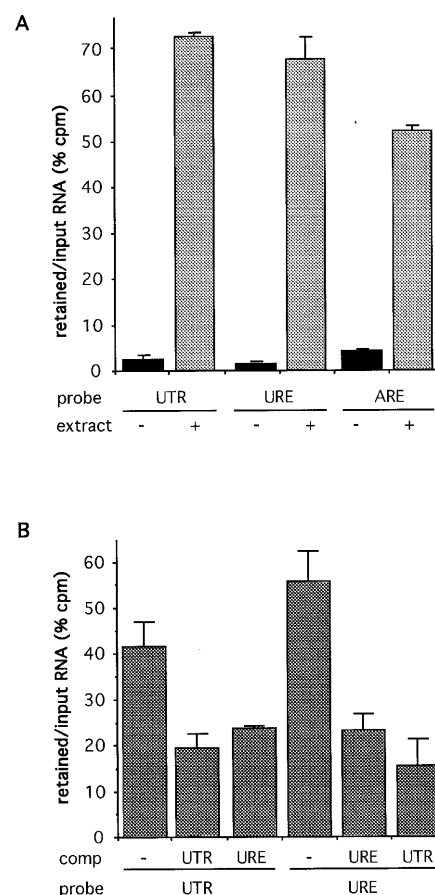 A
retained/input RNA (% cpm)
70
60
50
40
30
20
10
0
probe UTR URE ARE
extract - + - + - +
B
retained/input RNA (% cpm)
60
50
40
30
20
10
0
comp - UTR URE - URE UTR
probe UTR URE